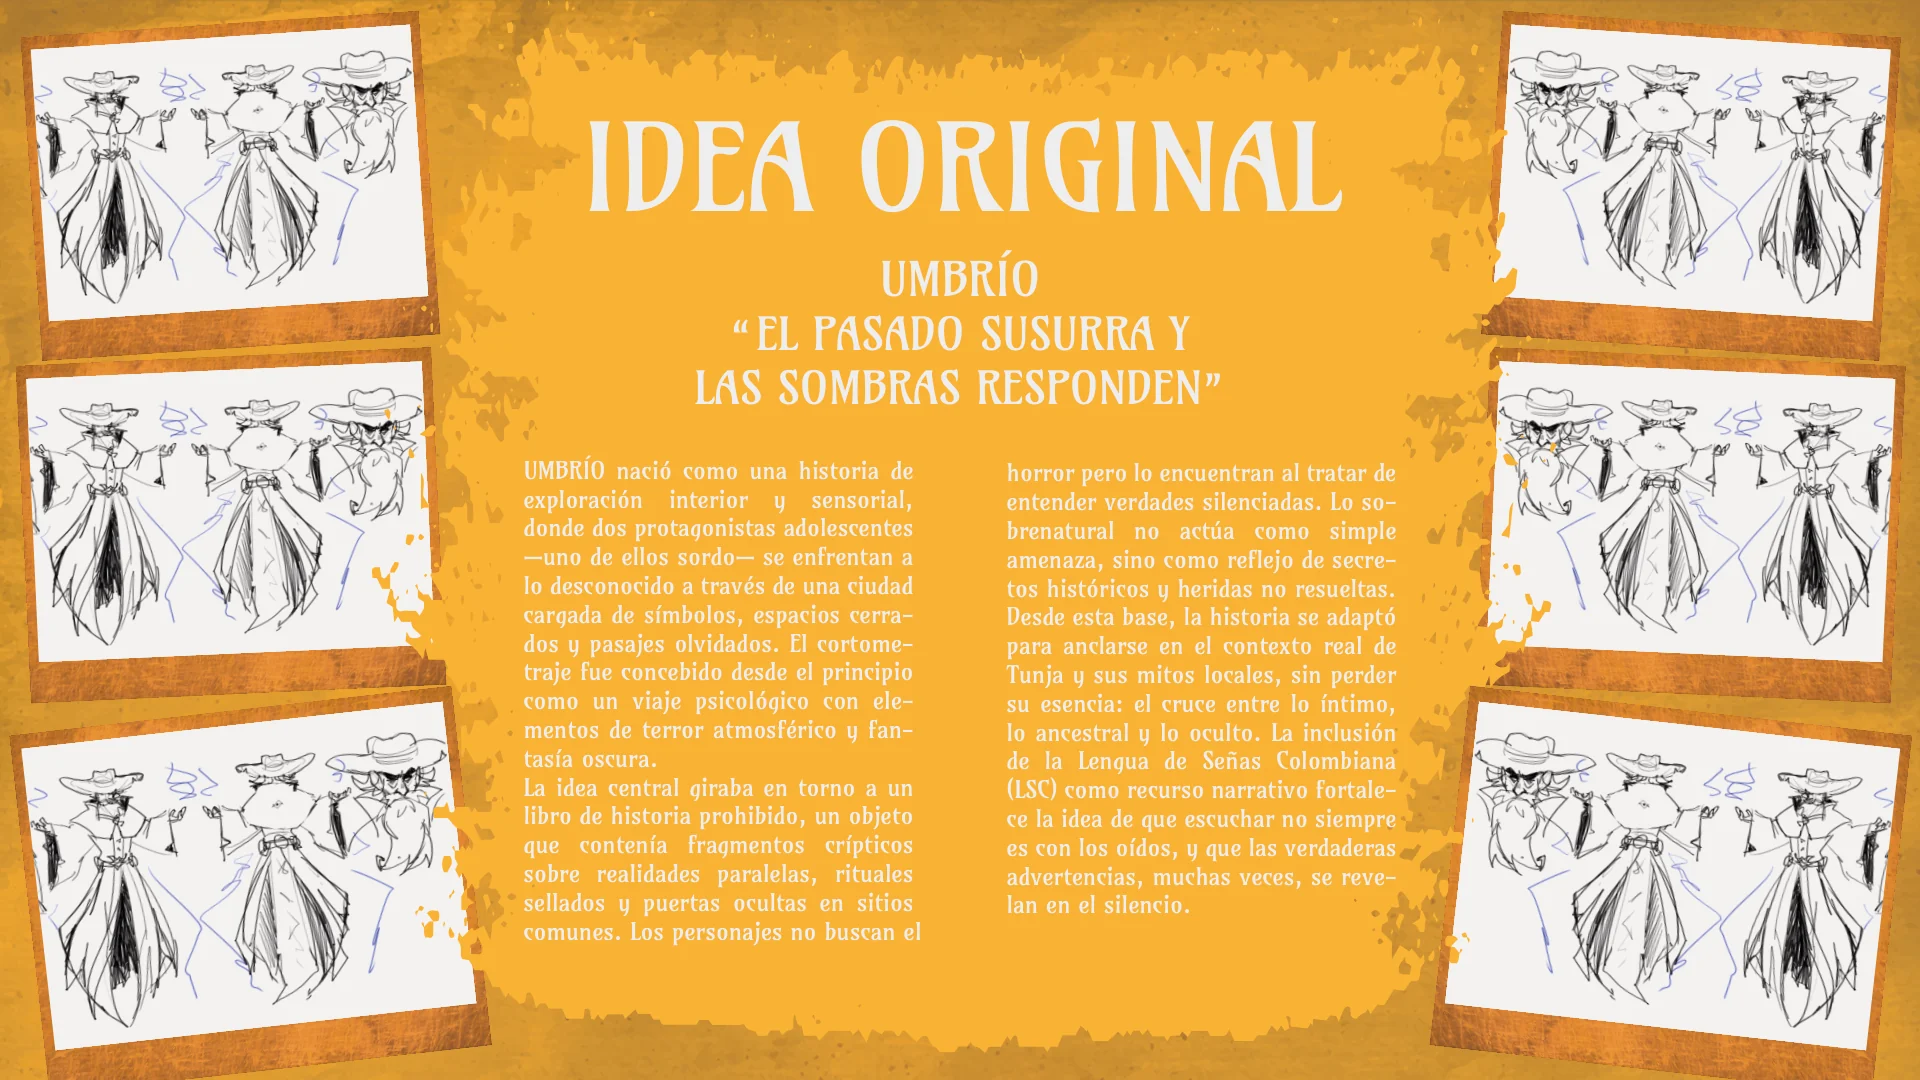 IDEA ORIGINAL
UMBRÍO
“ EL PASADO SUSURRA Y
LAS SOMBRAS RESPONDEN”
UMBRÍO nació como una historia de
exploración interior y sensorial,
donde dos protagonistas adolescentes
—uno de ellos sordo— se enfrentan a
lo desconocido a través de una ciudad
cargada de símbolos, espacios cerra-
dos y pasajes olvidados. El cortome-
traje fue concebido desde el principio
como un viaje psicológico con ele-
mentos de terror atmosférico y fan-
tasía oscura.
La idea central giraba en torno a un
libro de historia prohibido, un objeto
que contenía fragmentos crípticos
sobre realidades paralelas, rituales
sellados y puertas ocultas en sitios
comunes. Los personajes no buscan el
horror pero lo encuentran al tratar de
entender verdades silenciadas. Lo so-
brenatural no actúa como simple
amenaza, sino como reflejo de secre-
tos históricos y heridas no resueltas.
Desde esta base, la historia se adaptó
para anclarse en el contexto real de
Tunja y sus mitos locales, sin perder
su esencia: el cruce entre lo íntimo,
lo ancestral y lo oculto. La inclusión
de la Lengua de Señas Colombiana
(LSC) como recurso narrativo fortale-
ce la idea de que escuchar no siempre
es con los oídos, y que las verdaderas
advertencias, muchas veces, se reve-
lan en el silencio.